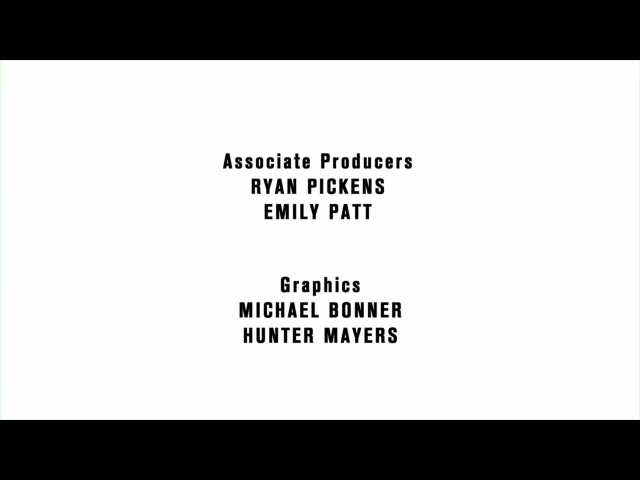 Associate Producers
RYAN PICKENS
EMILY PATT
Graphics
MICHAEL BONNER
HUNTER MAYERS